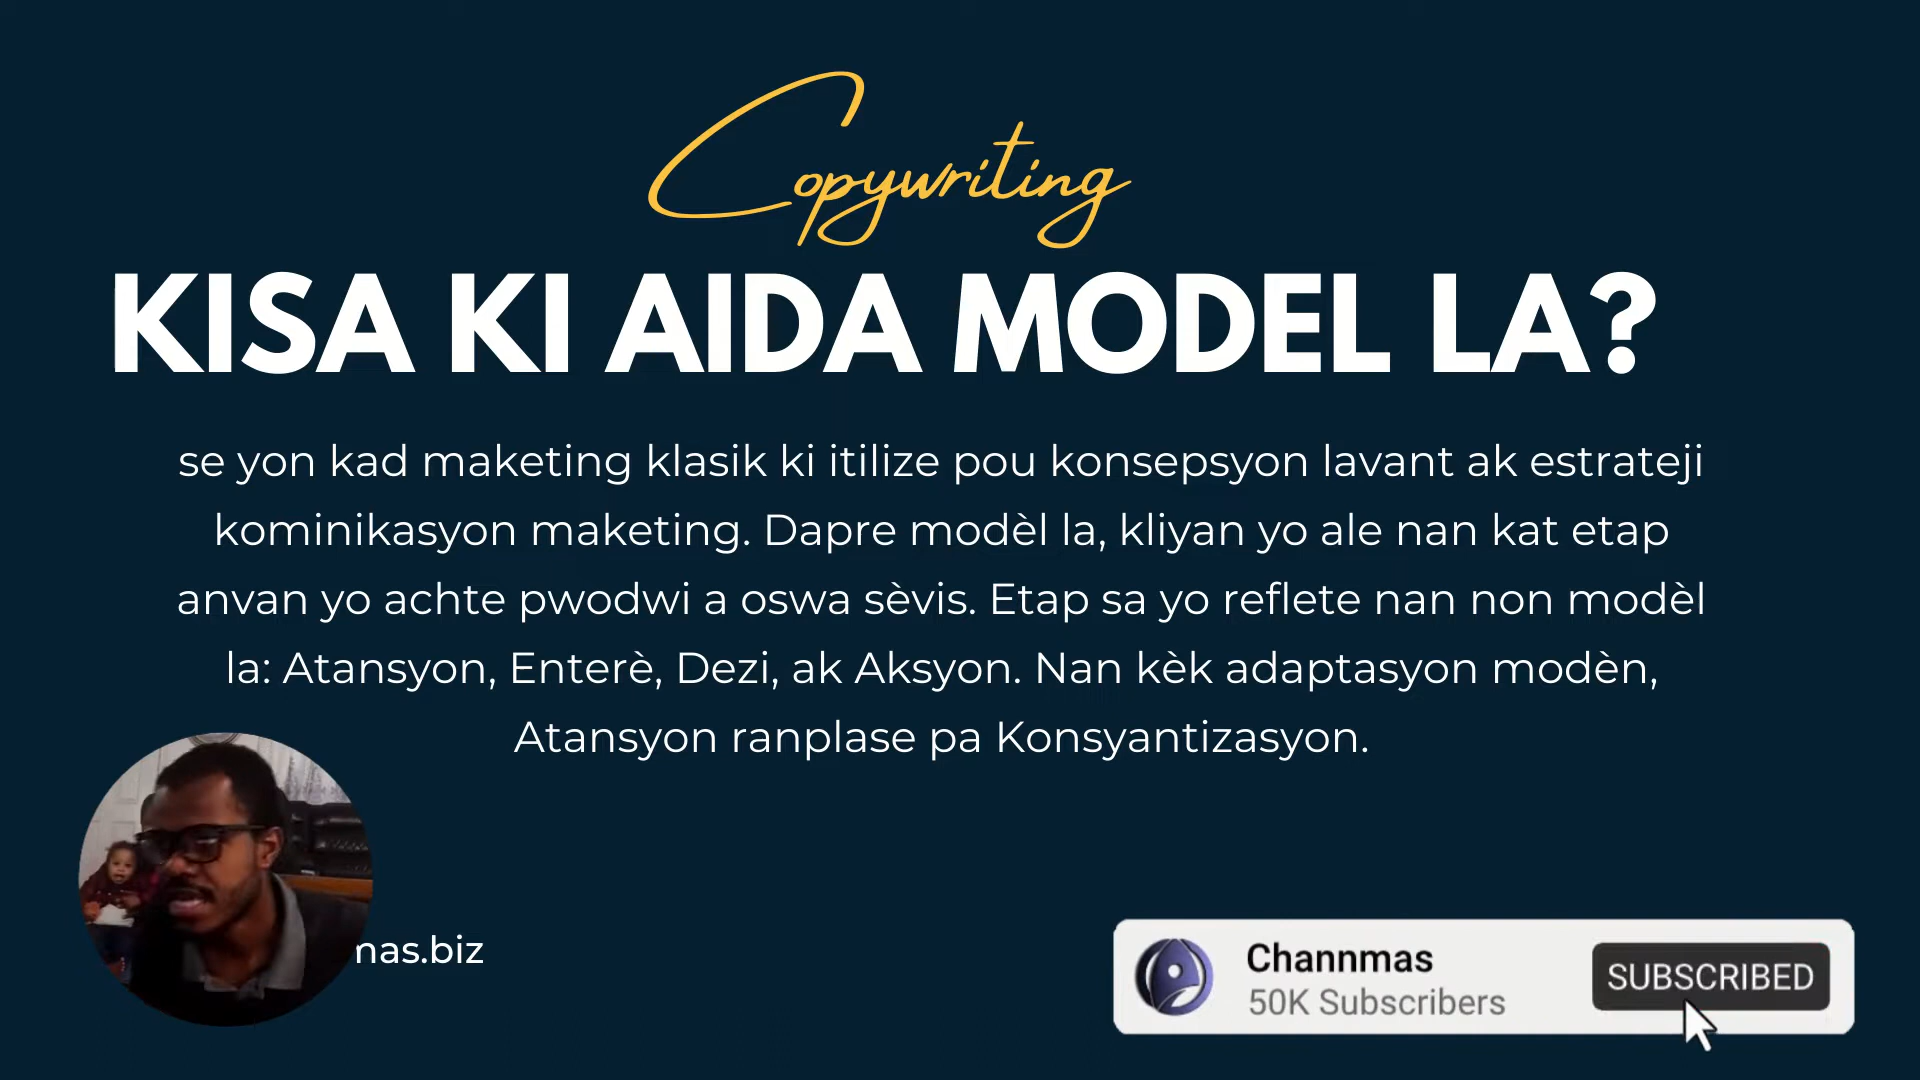 Copywriting
KISA KI AIDA MODEL LA?
se yon kad maketing klasik ki itilize pou konsepsyon lavant ak estrateji
kominikasyon maketing. Dapre modèl la, kliyan yo ale nan kat etap
anvan yo achte pwodwi a oswa sèvis. Etap sa yo reflete nan non modèl
la: Atansyon, Enterè, Dezi, ak Aksyon. Nan kèk adaptasyon modèn,
Atansyon ranplase pa Konsyantizasyon.
mas.biz
Channmas
50K Subscribers
SUBSCRIBED